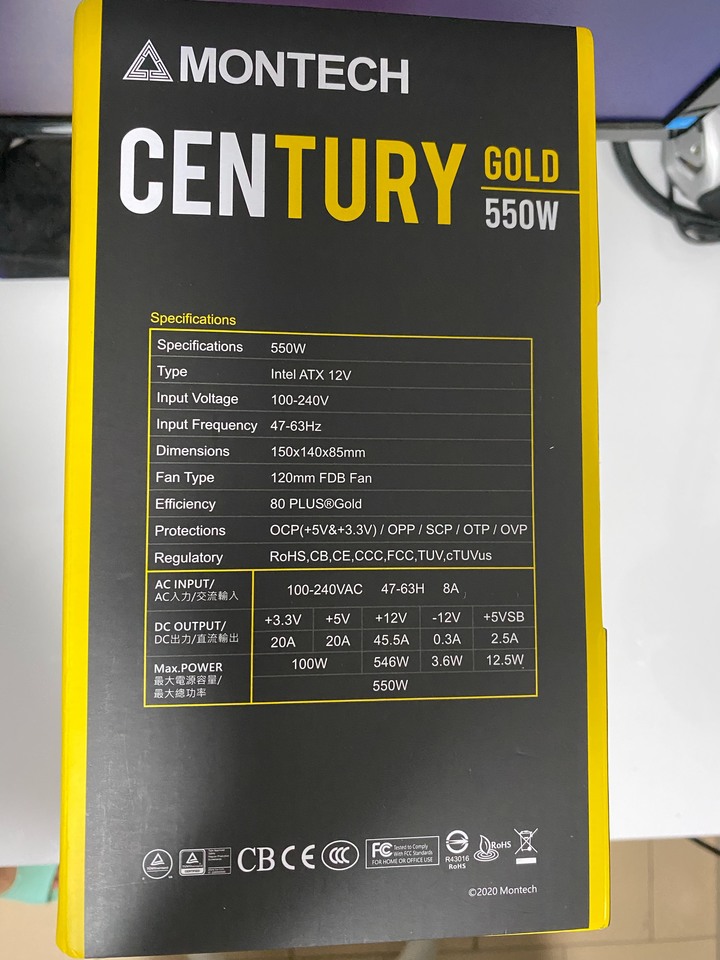 MONTECH
CENTURY GOLD
550W
Specifications
Specifications 550W
Type Intel ATX 12V
Input Voltage 100-240V
Input Frequency 47-63Hz
Dimensions 150x140x85mm
Fan Type 120mm FDB Fan
Efficiency 80 PLUS®Gold
Protections OCP(+5V&+3.3V) / OPP / SCP / OTP / OVP
Regulatory RoHS,CB,CE,CCC,FCC,TUV,cTUVus
AC INPUT/ 100-240VAC 47-63H 8A
AC入力/交流輸入
DC OUTPUT/ +3.3V +5V +12V -12V +5VSB
DC出力/直流輸出 20A 20A 45.5A 0.3A 2.5A
Max.POWER 100W 546W 3.6W 12.5W
最大電源容量/ 550W
最大總功率
CB CE CCC
FC Tested to Comply
With FCC Standards
FOR HOME OR OFFICE USE
R43016
RoHS
RoHS
©2020 Montech